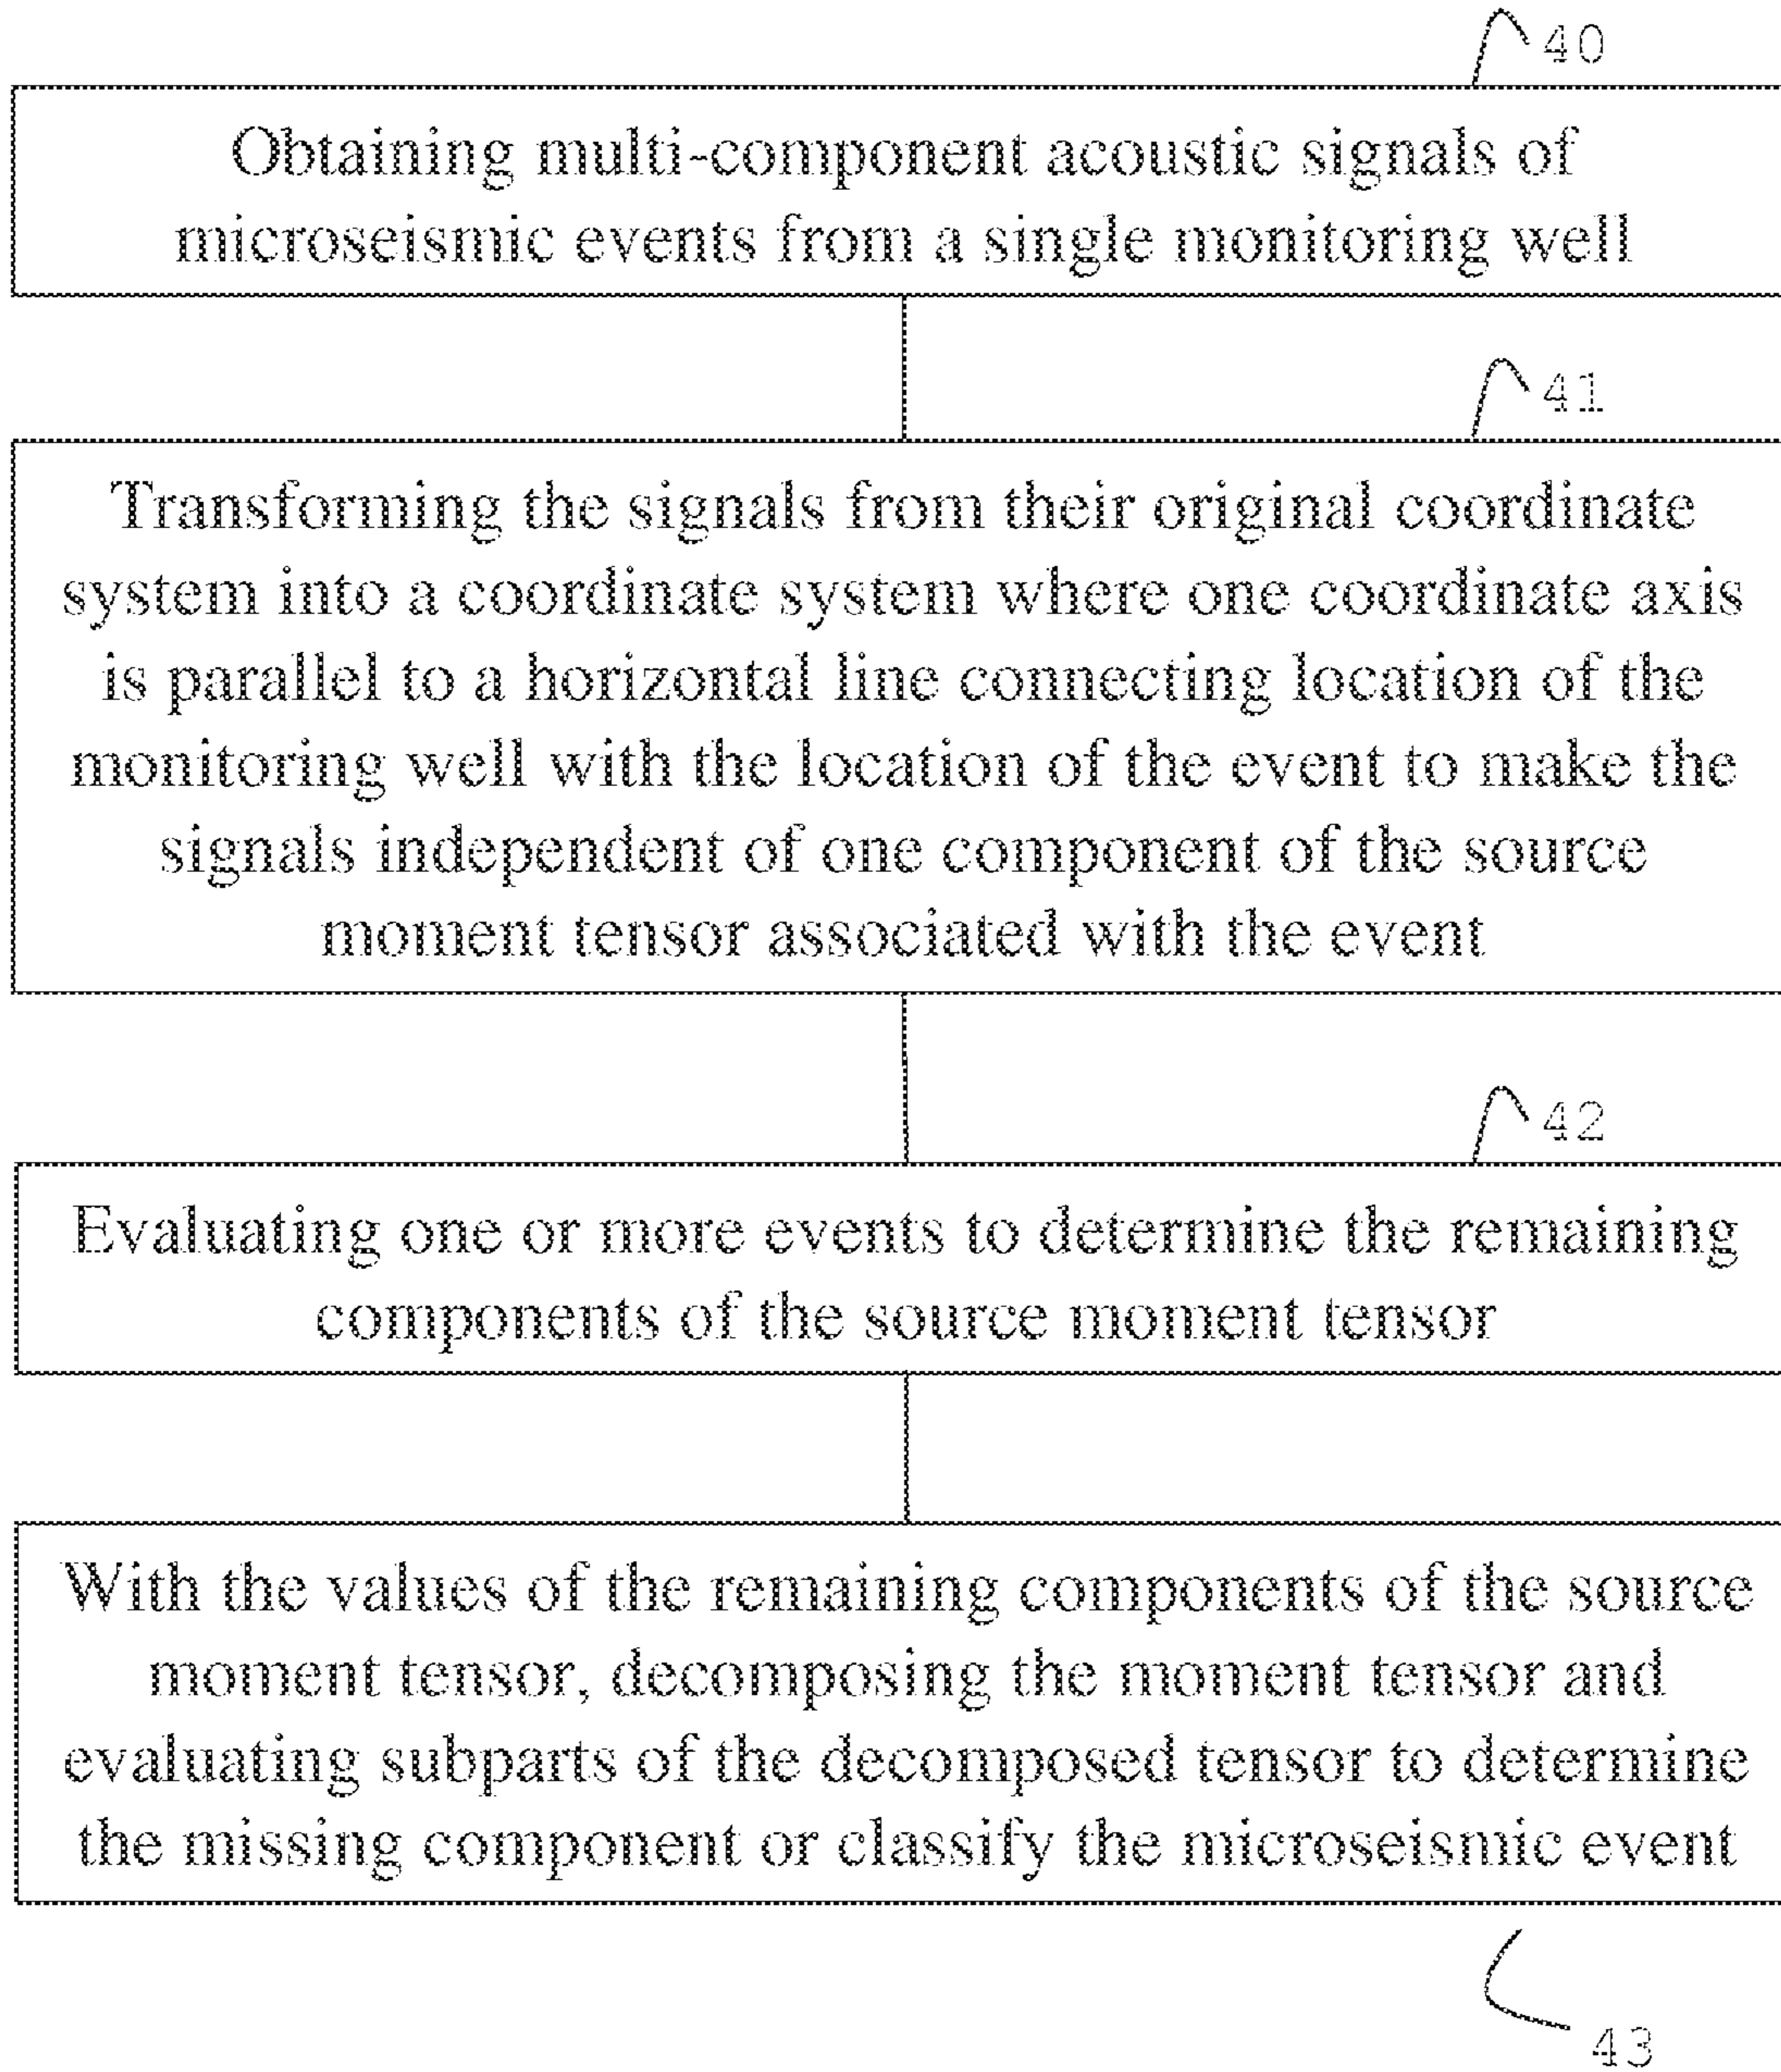 40
Obtaining multi-component acoustic signals of
microseismic events from a single monitoring well
41
Transforming the signals from their original coordinate
system into a coordinate system where one coordinate axis
is parallel to a horizontal line connecting location of the
monitoring well with the location of the event to make the
signals independent of one component of the source
moment tensor associated with the event
42
Evaluating one or more events to determine the remaining
components of the source moment tensor
With the values of the remaining components of the source
moment tensor, decomposing the moment tensor and
evaluating subparts of the decomposed tensor to determine
the missing component or classify the microseismic event
43